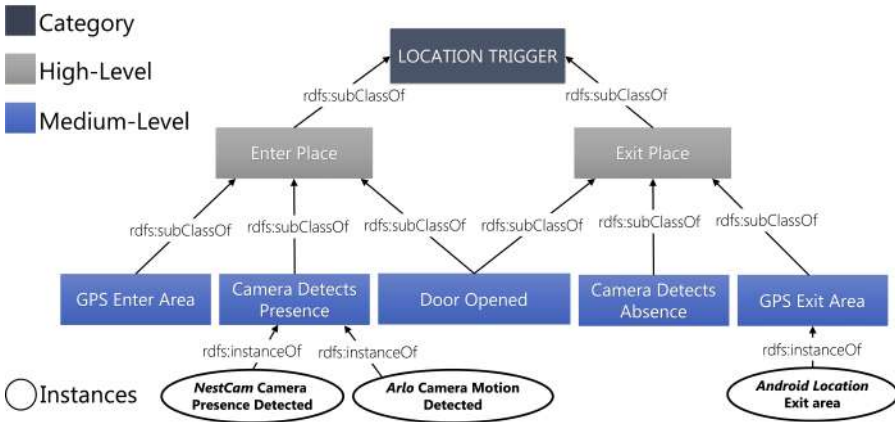 Category
High-Level
Medium-Level
LOCATION TRIGGER
rdfs:subClassOf
rdfs:subClassOf
Enter Place
Exit Place
rdfs:subClassOf
rdfs:subClassOf
rdfs:subClassOf
rdfs:subClassOf
rdfs:subClassOf
rdfs:subClassOf
GPS Enter Area
Camera Detects
Presence
Door Opened
Camera Detects
Absence
GPS Exit Area
rdfs:instanceOf
rdfs:instanceOf
rdfs:instanceOf
Instances
NestCam Camera
Presence Detected
Arlo Camera Motion
Detected
Android Location
Exit area